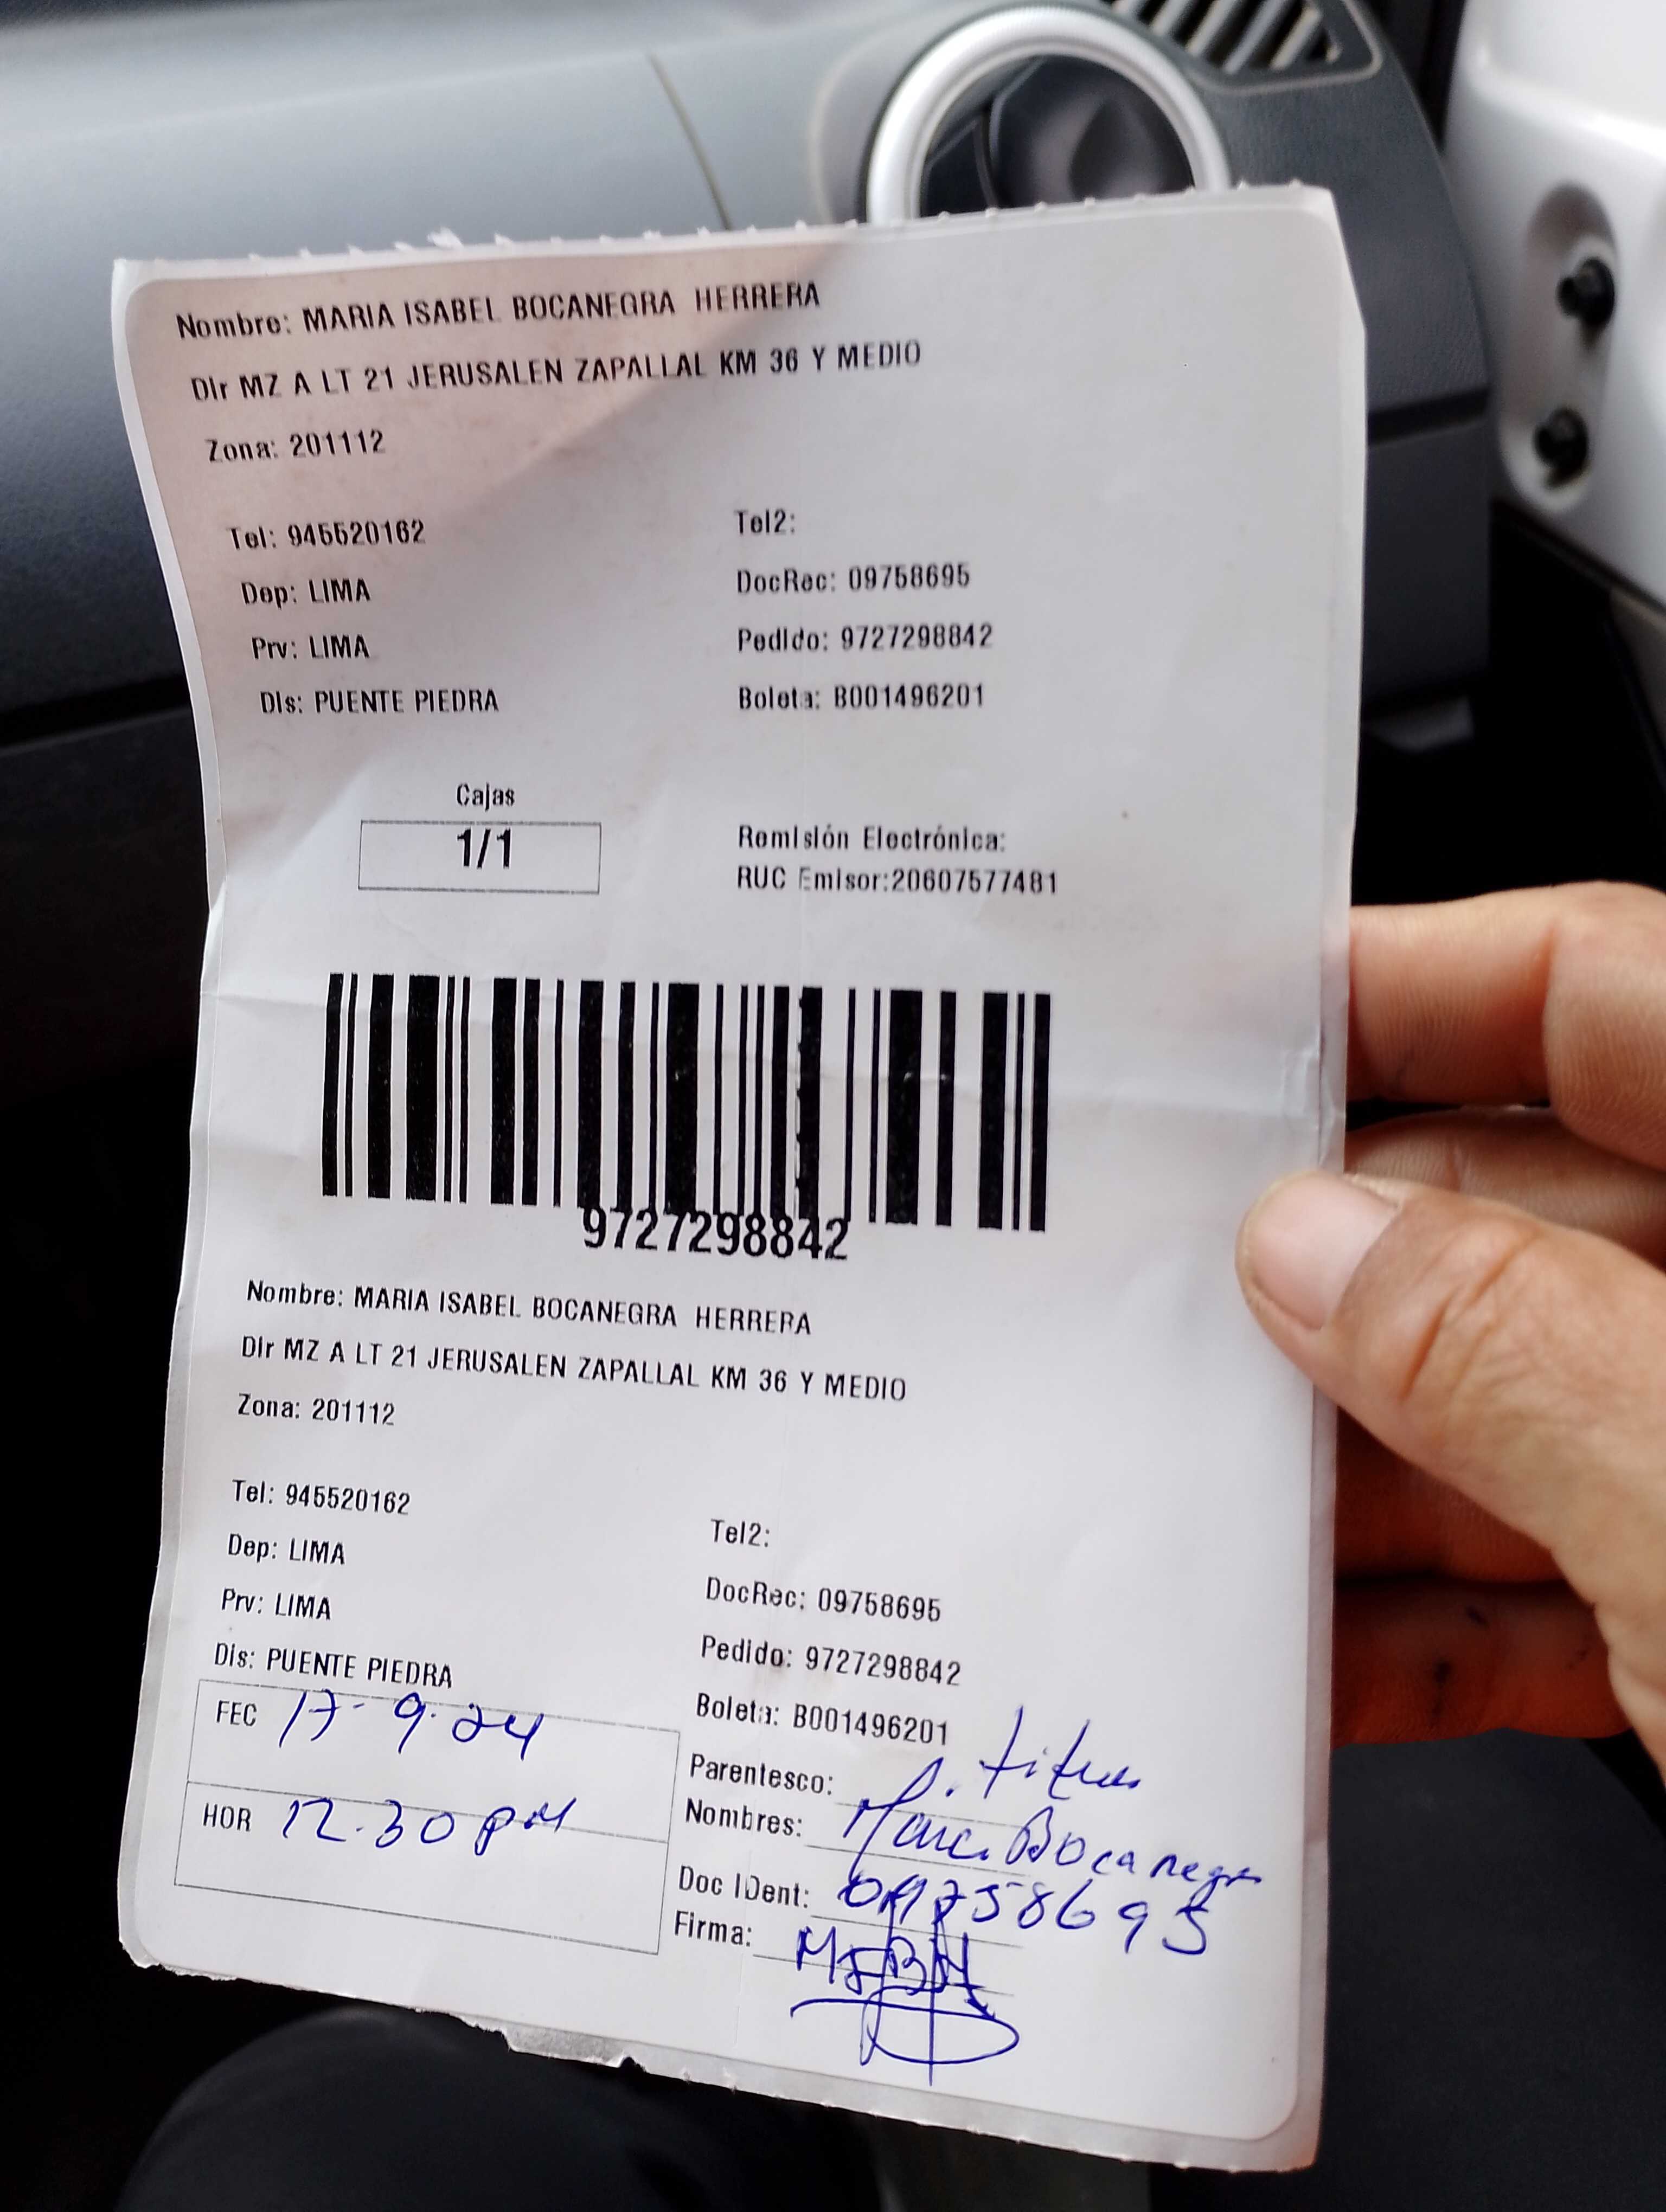 Nombre: MARIA ISABEL BOCANEGRA HERRERA
Dir MZ A LT 21 JERUSALEN ZAPALLAL KM 36 Y MEDIO
Zona: 201112
Tel: 945520162 Tel2:
Dep: LIMA DocRec: 09758695
Prv: LIMA Pedido: 9727298842
Dis: PUENTE PIEDRA Boleta: B001496201
Cajas
1/1
Remisión Electrónica:
RUC Emisor:20607577481
9727298842
Nombre: MARIA ISABEL BOCANEGRA HERRERA
Dir MZ A LT 21 JERUSALEN ZAPALLAL KM 36 Y MEDIO
Zona: 201112
Tel: 945520162 Tel2:
Dep: LIMA DocRec: 09758695
Prv: LIMA Pedido: 9727298842
Dis: PUENTE PIEDRA Boleta: B001496201
FEC 17-9-24
HOR 12.30 PM
Parentesco:
Nombres: Maria Bocanegra
Doc IDent: 09758695
Firma: MIBH